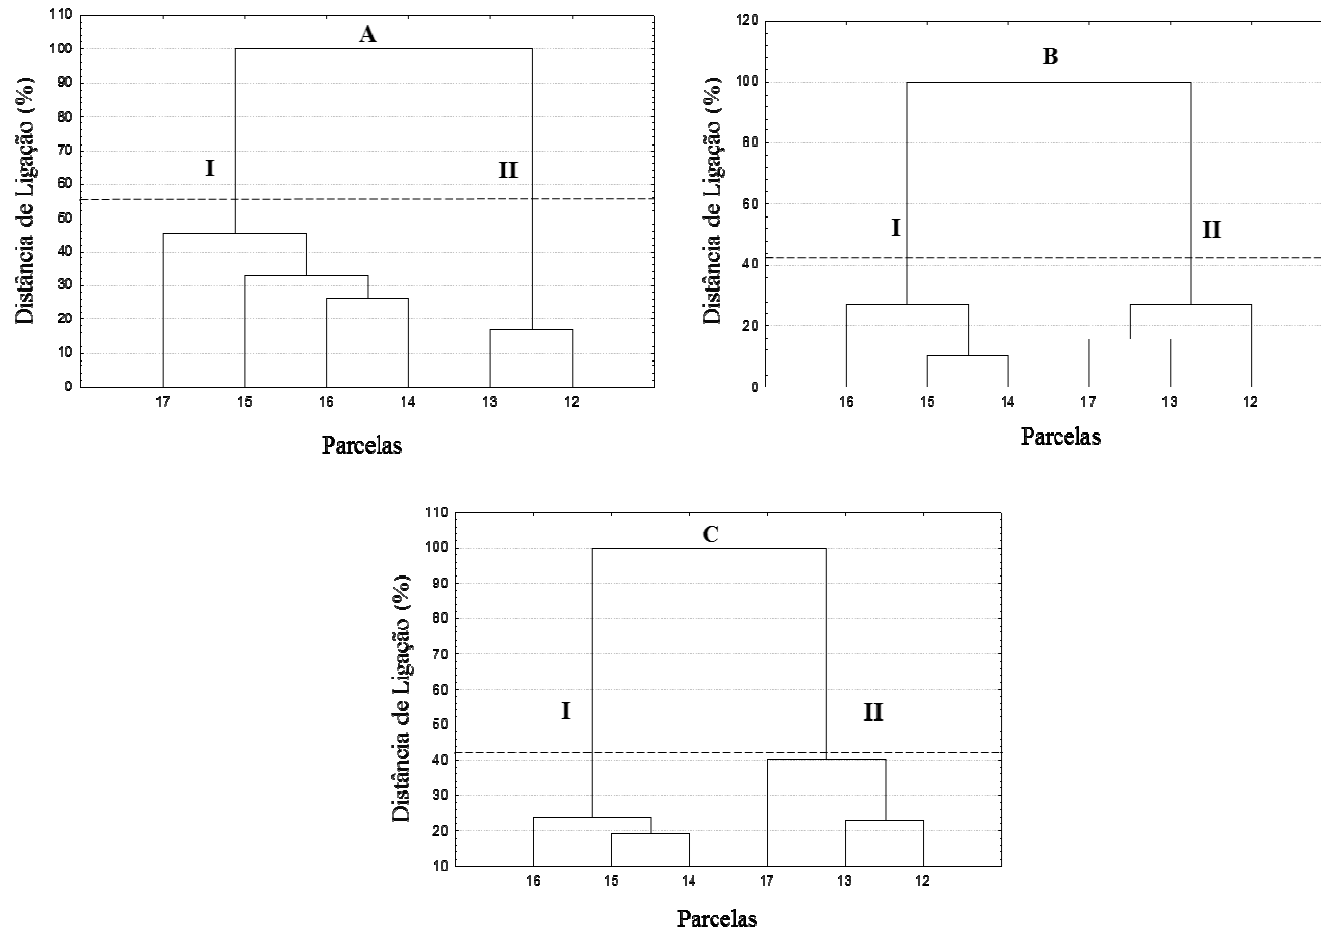 A
Distância de Ligação (%)
110
100
90
80
70
60
50
40
30
20
10
0
I
II
17 15 16 14 13 12
Parcelas
B
Distância de Ligação (%)
120
100
80
60
40
20
0
I
II
16 15 14 17 13 12
Parcelas
C
Distância de Ligação (%)
110
100
90
80
70
60
50
40
30
20
10
I
II
16 15 14 17 13 12
Parcelas